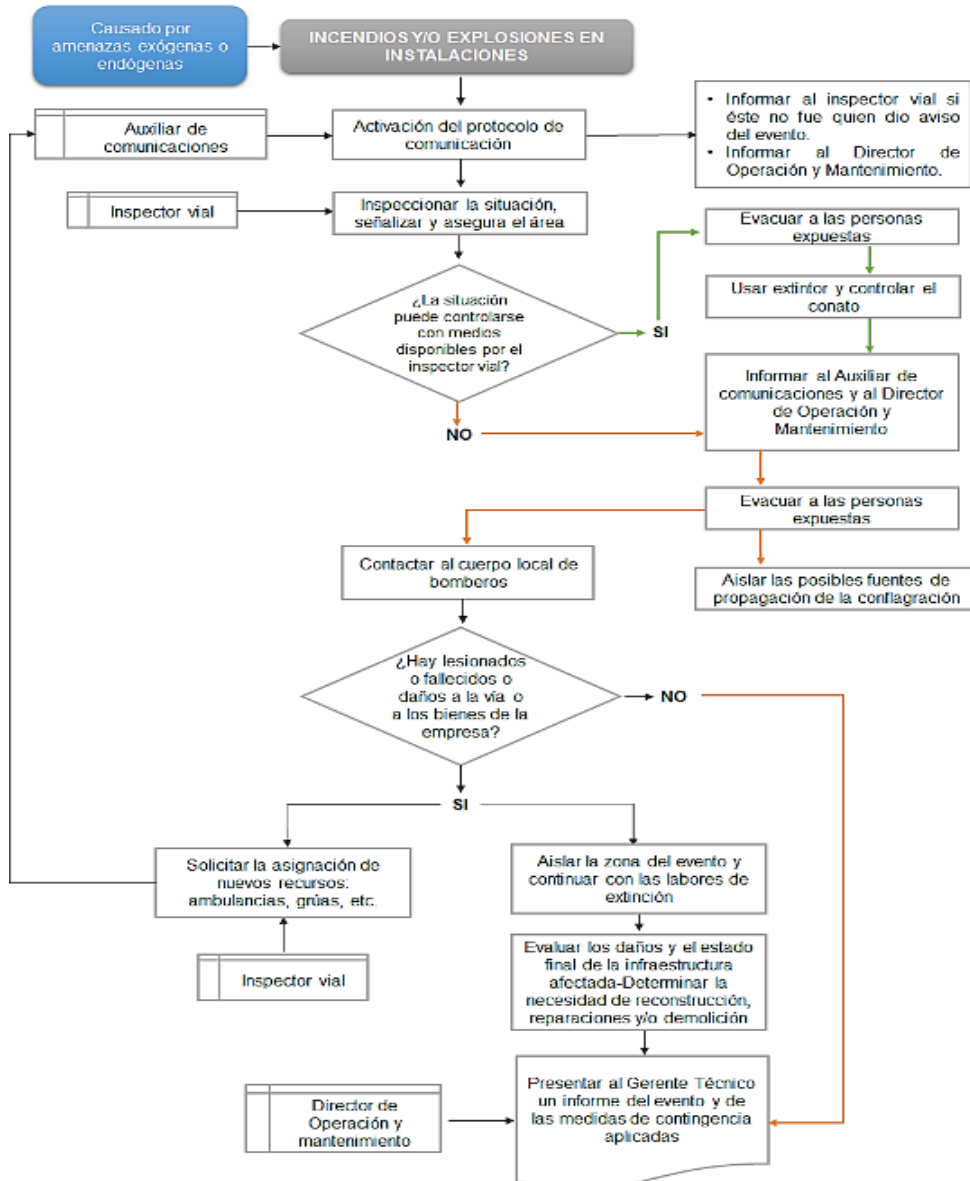 Causado por
amenazas exógenas o
endógenas
INCENDIOS Y/O EXPLOSIONES EN
INSTALACIONES
Auxiliar de
comunicaciones
Activación del protocolo de
comunicación
• Informar al inspector vial si
éste no fue quien dio aviso
del evento.
• Informar al Director de
Operación y Mantenimiento.
Inspector vial
Inspeccionar la situación,
señalizar y asegura el área
Evacuar a las personas
expuestas
¿La situación
puede controlarse
con medios
disponibles por el
inspector vial?
SI
Usar extintor y controlar el
conato
NO
Informar al Auxiliar de
comunicaciones y al Director
de Operación y
Mantenimiento
Evacuar a las personas
expuestas
Contactar al cuerpo local de
bomberos
Aislar las posibles fuentes de
propagación de la conflagración
¿Hay lesionados
o fallecidos o
daños a la vía o
a los bienes de la
empresa?
NO
SI
Solicitar la asignación de
nuevos recursos:
ambulancias, grúas, etc.
Aislar la zona del evento y
continuar con las labores de
extinción
Inspector vial
Evaluar los daños y el estado
final de la infraestructura
afectada-Determinar la
necesidad de reconstrucción,
reparaciones y/o demolición
Director de
Operación y
mantenimiento
Presentar al Gerente Técnico
un informe del evento y de
las medidas de contingencia
aplicadas